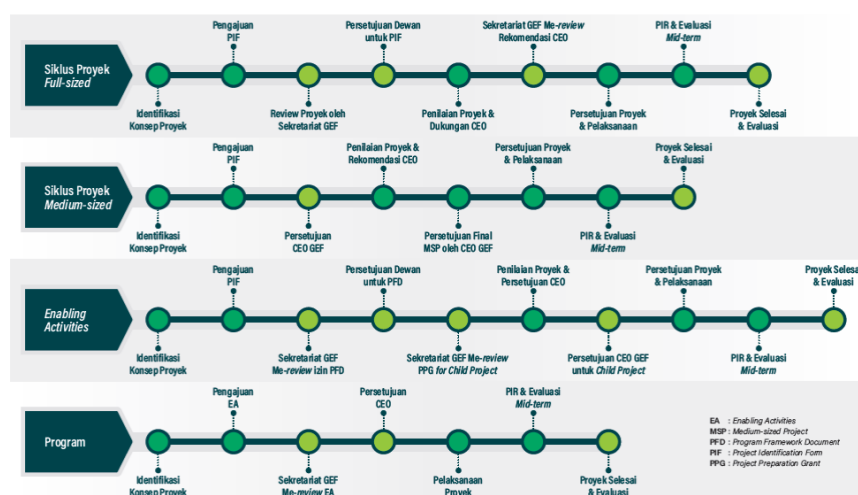 Siklus Proyek
Full-sized
Pengajuan
PIF
Persetujuan Dewan
untuk PIF
Sekretariat GEF Me-review
Rekomendasi CEO
PIR & Evaluasi
Mid-term
Identifikasi
Konsep Proyek
Review Proyek oleh
Sekretariat GEF
Penilaian Proyek &
Dukungan CEO
Persetujuan Proyek
& Pelaksanaan
Proyek Selesai
& Evaluasi
Siklus Proyek
Medium-sized
Pengajuan
PIF
Penilaian Proyek &
Rekomendasi CEO
Persetujuan Proyek
& Pelaksanaan
Proyek Selesai
& Evaluasi
Identifikasi
Konsep Proyek
Persetujuan
CEO GEF
Persetujuan Final
MSP oleh CEO GEF
PIR & Evaluasi
Mid-term
Enabling
Activities
Pengajuan
PIF
Persetujuan Dewan
untuk PFD
Penilaian Proyek &
Persetujuan CEO
Persetujuan Proyek
& Pelaksanaan
Proyek Selesai
& Evaluasi
Identifikasi
Konsep Proyek
Sekretariat GEF
Me-review izin PFD
Sekretariat GEF Me-review
PPG for Child Project
Persetujuan CEO GEF
untuk Child Project
PIR & Evaluasi
Mid-term
Program
Pengajuan
EA
Persetujuan
CEO
PIR & Evaluasi
Mid-term
Identifikasi
Konsep Proyek
Sekretariat GEF
Me-review EA
Pelaksanaan
Proyek
Proyek Selesai
& Evaluasi
EA : Enabling Activities
MSP : Medium-sized Project
PFD : Program Framework Document
PIF : Project Identification Form
PPG : Project Preparation Grant